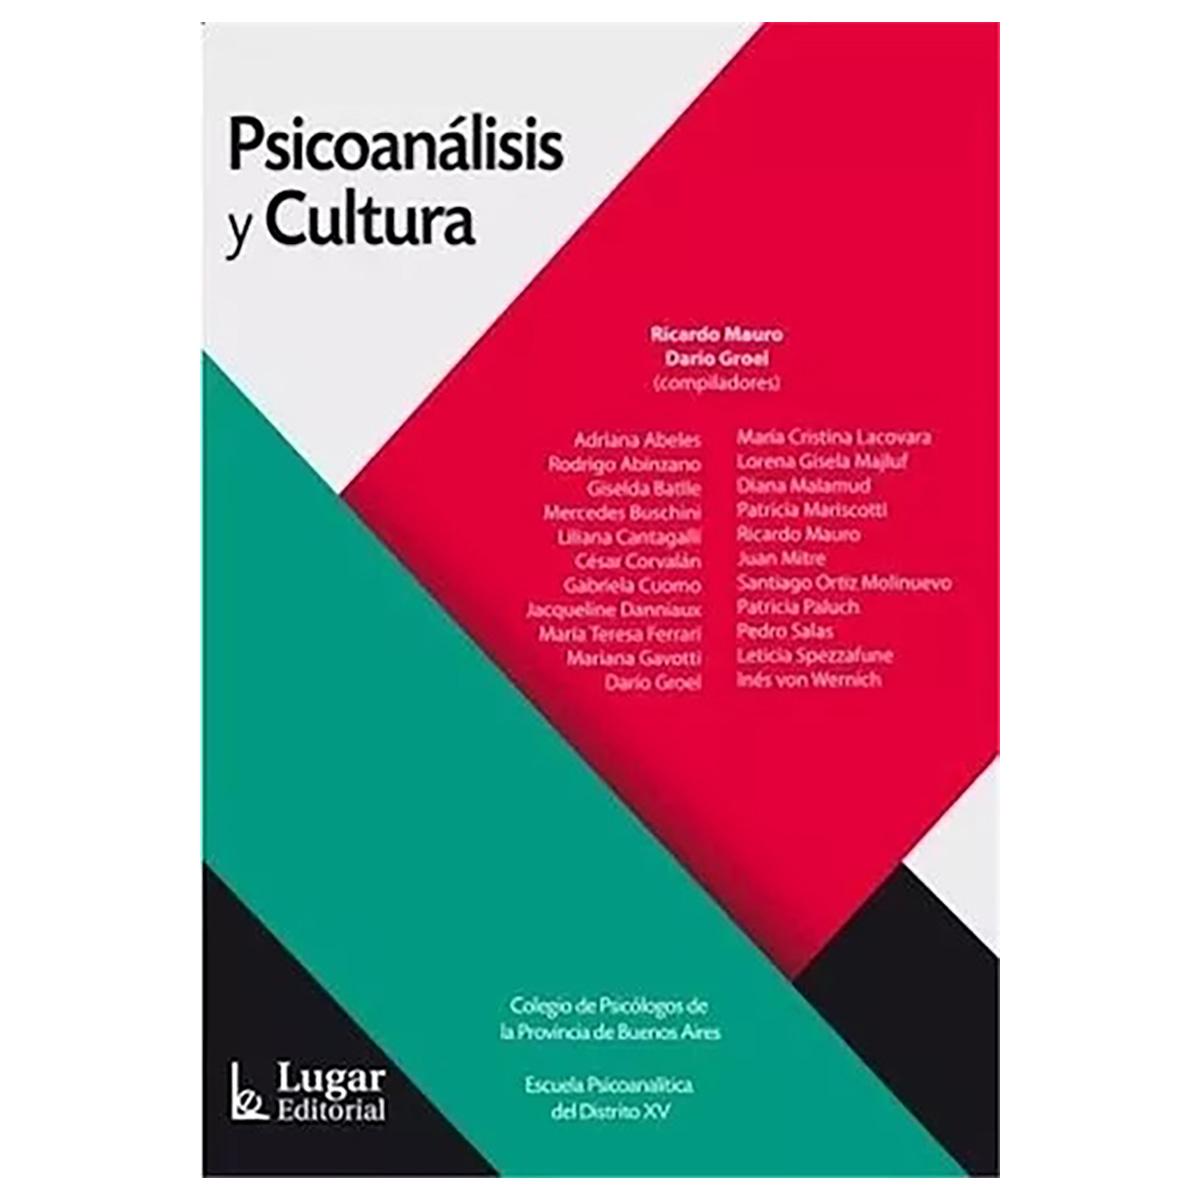 Psicoanálisis
y Cultura
Ricardo Mauro
Darío Groel
(compiladores)
Adriana Abeles
Rodrigo Abinzano
Giselda Batlle
Mercedes Buschini
Liliana Cantagalli
César Corvalán
Gabriela Cuomo
Jacqueline Danniaux
María Teresa Ferrari
Mariana Gavotti
Darío Groel
María Cristina Lacovara
Lorena Gisela Majluf
Diana Malamud
Patricia Mariscotti
Ricardo Mauro
Juan Mitre
Santiago Ortiz Molinuevo
Patricia Paluch
Pedro Salas
Leticia Spezzafune
Inés von Wernich
Colegio de Psicólogos de
la Provincia de Buenos Aires
Escuela Psicoanalítica
del Distrito XV
Lugar
Editorial